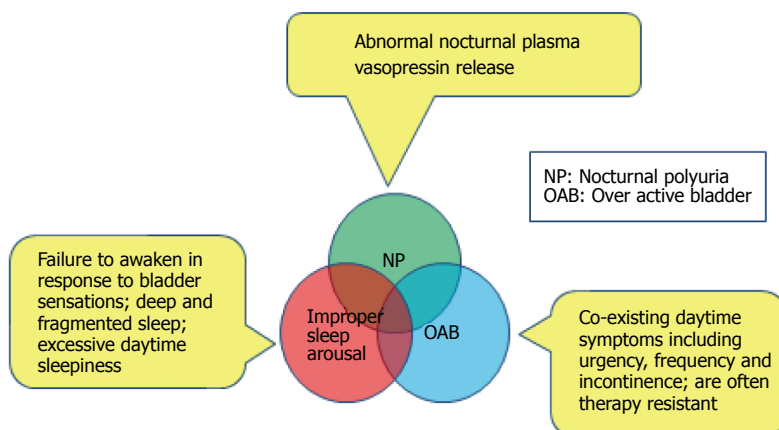 Abnormal nocturnal plasma
vasopressin release
NP: Nocturnal polyuria
OAB: Over active bladder
NP
Failure to awaken in
response to bladder
sensations; deep and
fragmented sleep;
excessive daytime
sleepiness
Improper
sleep
arousal
OAB
Co-existing daytime
symptoms including
urgency, frequency and
incontinence; are often
therapy resistant